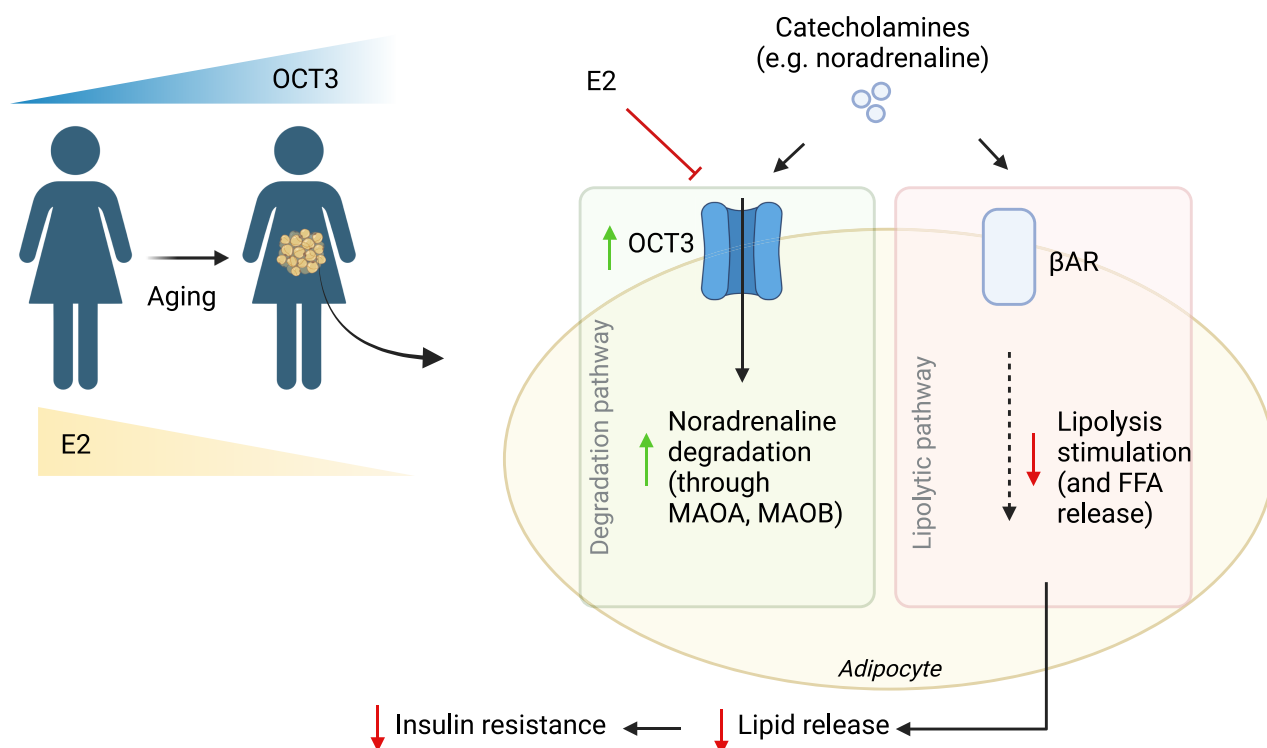 OCT3
Aging
E2
Catecholamines
(e.g. noradrenaline)
E2
OCT3
βAR
Degradation pathway
Noradrenaline
degradation
(through
MAOA, MAOB)
Lipolytic pathway
Lipolysis
stimulation
(and FFA
release)
Adipocyte
Insulin resistance
Lipid release